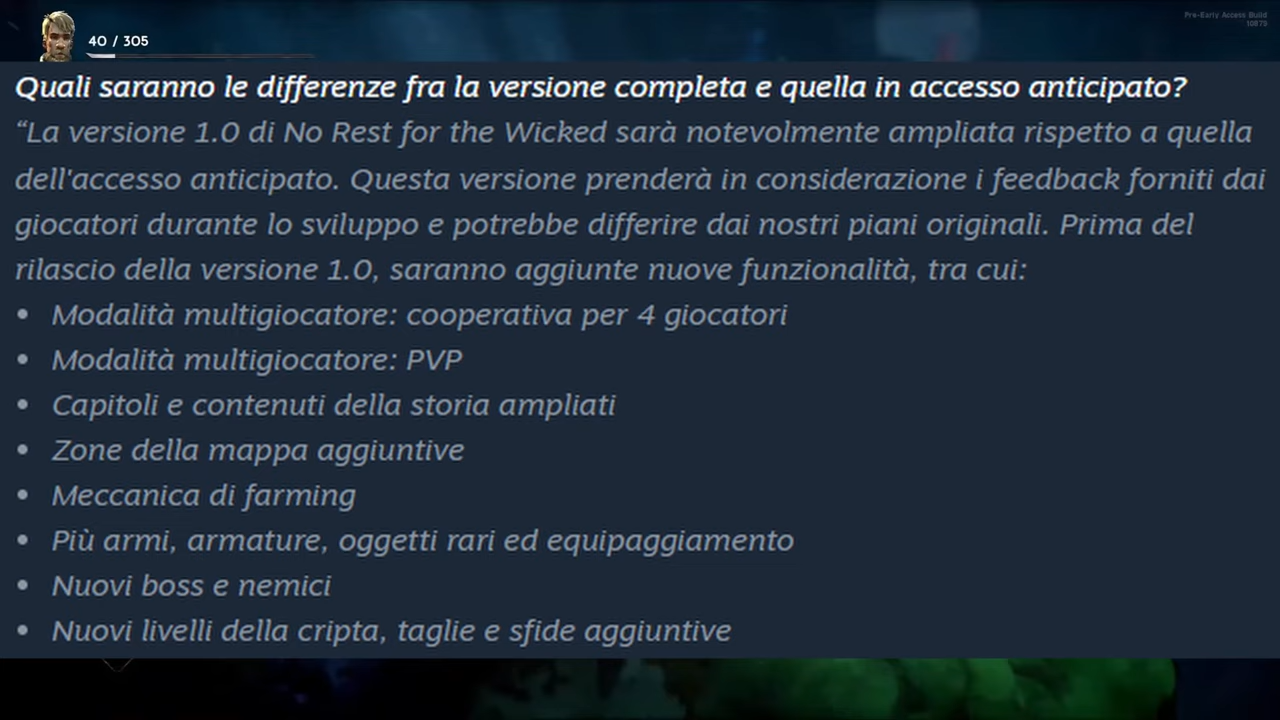 40 / 305
Pre-Early Access Build
10873
Quali saranno le differenze fra la versione completa e quella in accesso anticipato?
“La versione 1.0 di No Rest for the Wicked sarà notevolmente ampliata rispetto a quella
dell'accesso anticipato. Questa versione prenderà in considerazione i feedback forniti dai
giocatori durante lo sviluppo e potrebbe differire dai nostri piani originali. Prima del
rilascio della versione 1.0, saranno aggiunte nuove funzionalità, tra cui:
• Modalità multigiocatore: cooperativa per 4 giocatori
• Modalità multigiocatore: PVP
• Capitoli e contenuti della storia ampliati
• Zone della mappa aggiuntive
• Meccanica di farming
• Più armi, armature, oggetti rari ed equipaggiamento
• Nuovi boss e nemici
• Nuovi livelli della cripta, taglie e sfide aggiuntive